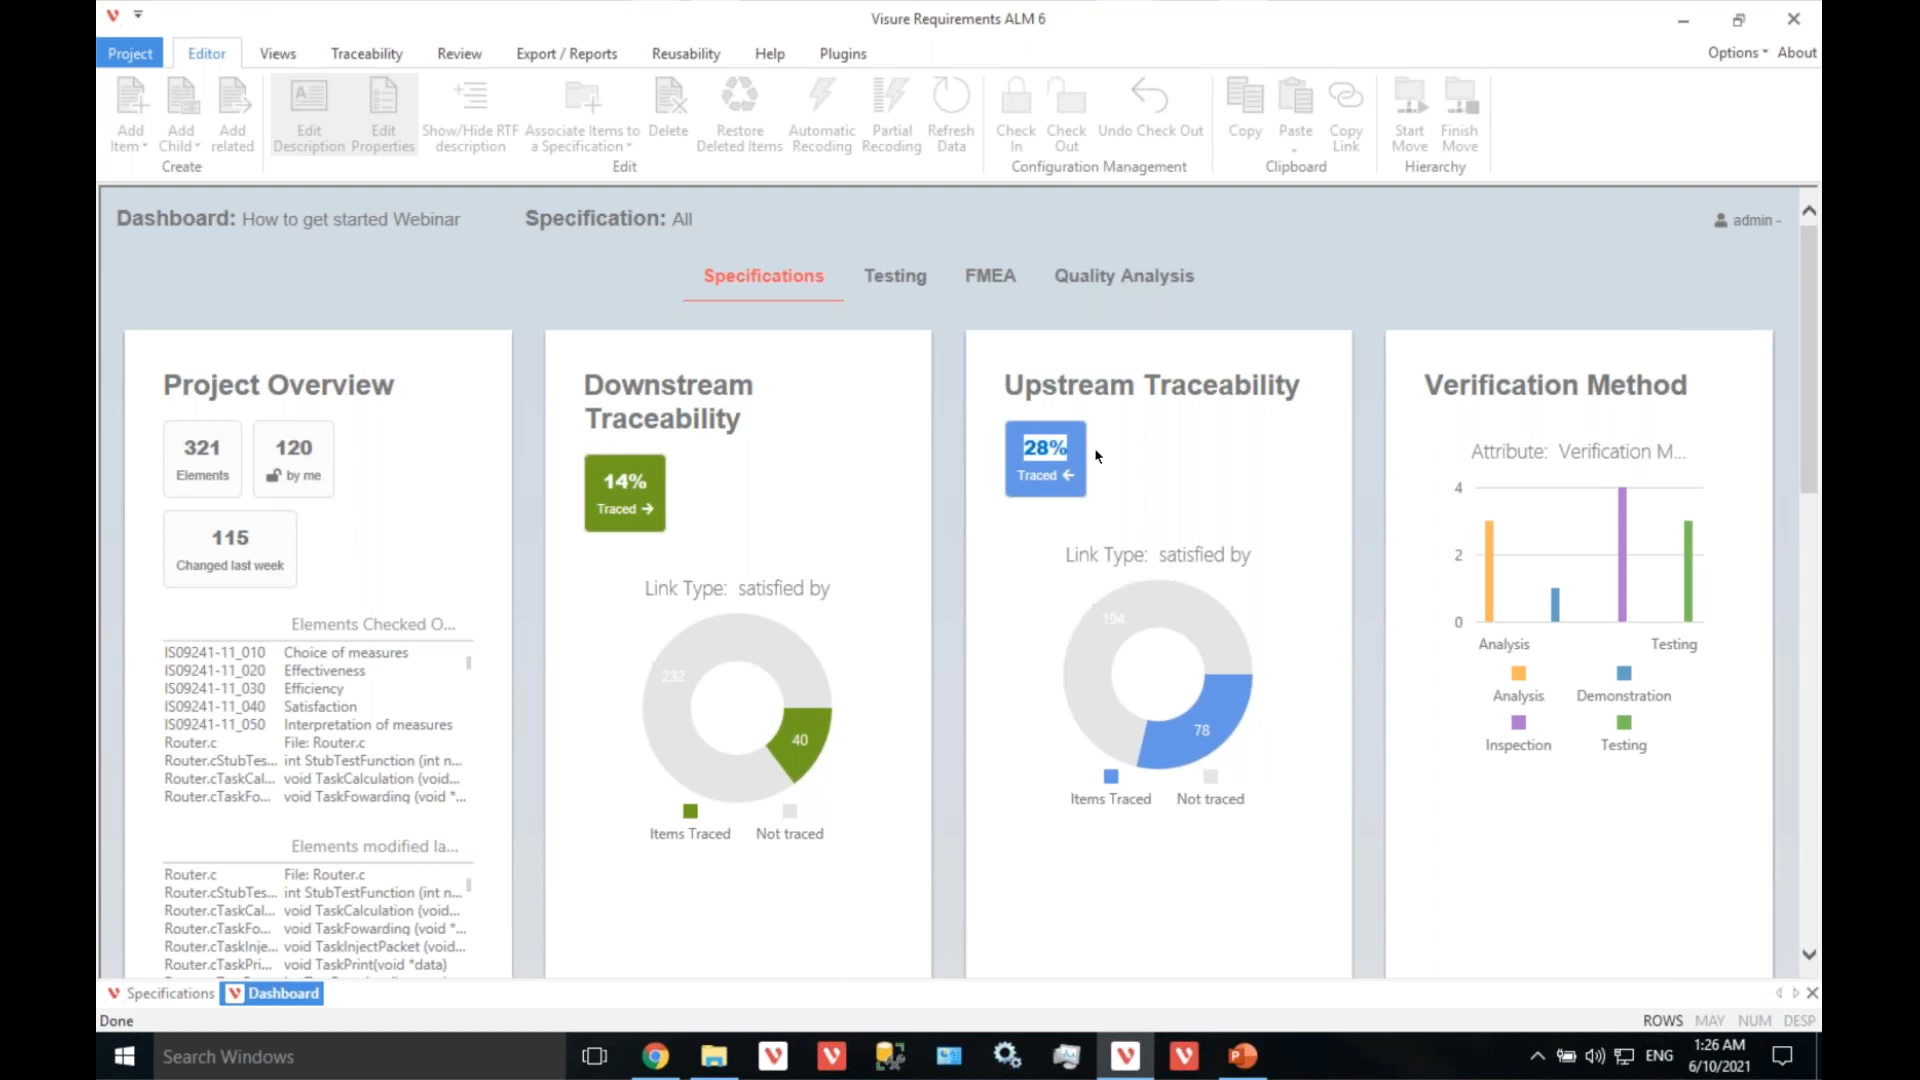 Visure Requirements ALM 6
Project Editor Views Traceability Review Export / Reports Reusability Help Plugins Options About
Add Item Add Child Add related
Create
Edit Description Edit Properties Show/Hide RTF description Associate Items to a Specification Delete Restore Deleted Items Automatic Recoding Partial Recoding Refresh Data
Edit
Check In Check Out Undo Check Out
Configuration Management
Copy Paste Copy Link
Clipboard
Start Move Finish Move
Hierarchy
Dashboard: How to get started Webinar Specification: All admin -
Specifications Testing FMEA Quality Analysis
Project Overview
321
Elements
120
by me
115
Changed last week
Elements Checked O...
IS09241-11_010 Choice of measures
IS09241-11_020 Effectiveness
IS09241-11_030 Efficiency
IS09241-11_040 Satisfaction
IS09241-11_050 Interpretation of measures
Router.c File: Router.c
Router.cStubTes... int StubTestFunction (int n...
Router.cTaskCal... void TaskCalculation (void...
Router.cTaskFo... void TaskFowarding (void *...
Elements modified la...
Router.c File: Router.c
Router.cStubTes... int StubTestFunction (int n...
Router.cTaskCal... void TaskCalculation (void...
Router.cTaskFo... void TaskFowarding (void *...
Router.cTaskInje... void TaskInjectPacket (void...
Router.cTaskPri... void TaskPrint(void *data)
Downstream
Traceability
14%
Traced →
Link Type: satisfied by
232
40
Items Traced Not traced
Upstream Traceability
28%
Traced ←
Link Type: satisfied by
194
78
Items Traced Not traced
Verification Method
Attribute: Verification M...
4
2
0
Analysis Testing
Analysis Demonstration
Inspection Testing
Specifications Dashboard
Done ROWS MAY NUM DESP
Search Windows ENG
1:26 AM
6/10/2021